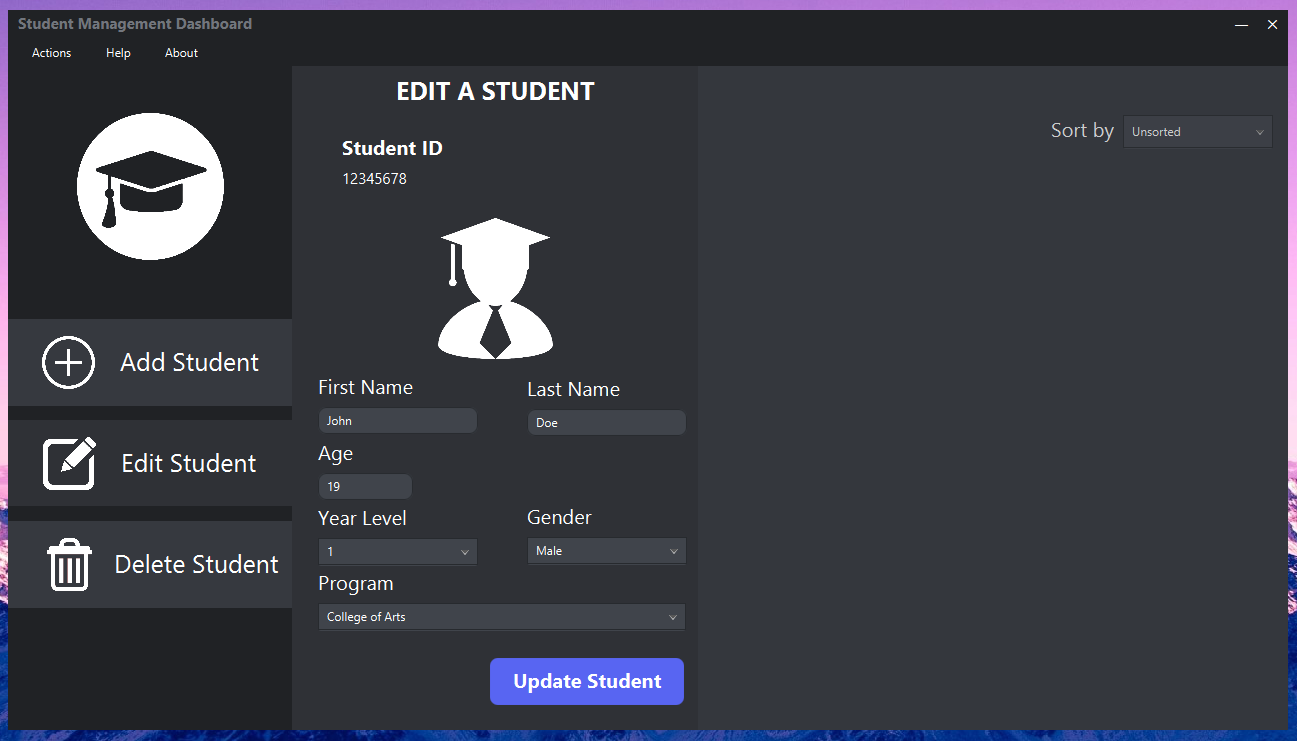 Student Management Dashboard
Actions Help About
EDIT A STUDENT
Student ID
12345678
Sort by Unsorted
Add Student
Edit Student
Delete Student
First Name Last Name
John Doe
Age
19
Year Level Gender
1 Male
Program
College of Arts
Update Student